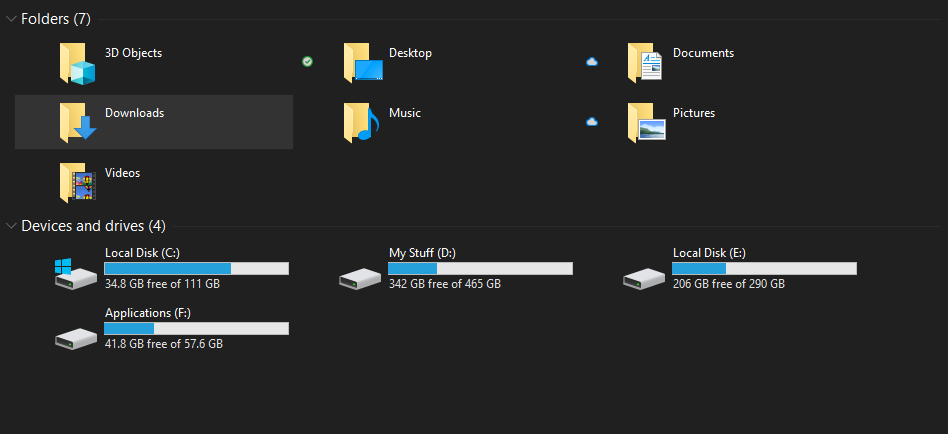 Folders (7)
3D Objects
Desktop
Documents
Downloads
Music
Pictures
Videos
Devices and drives (4)
Local Disk (C:)
34.8 GB free of 111 GB
My Stuff (D:)
342 GB free of 465 GB
Local Disk (E:)
206 GB free of 290 GB
Applications (F:)
41.8 GB free of 57.6 GB